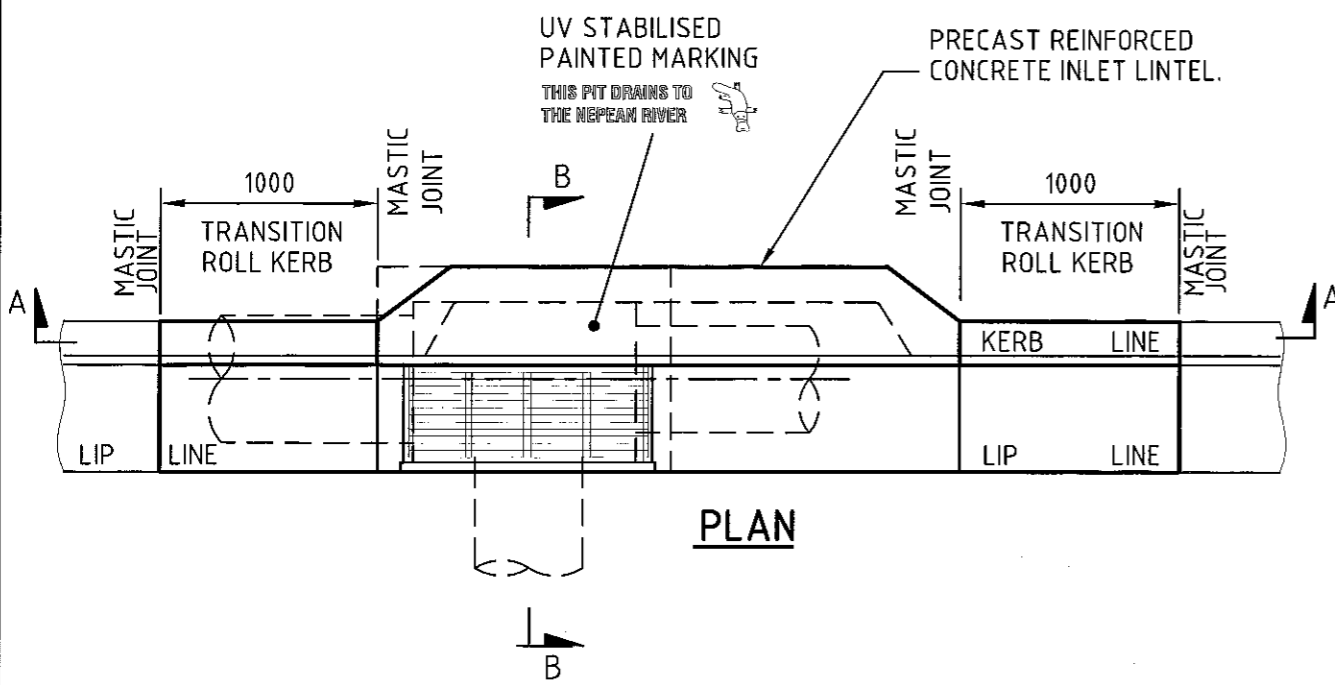 UV STABILISED
PAINTED MARKING
THIS PIT DRAINS TO
THE NEPEAN RIVER
PRECAST REINFORCED
CONCRETE INLET LINTEL.
MASTIC
JOINT
1000
TRANSITION
ROLL KERB
MASTIC
JOINT
B
MASTIC
JOINT
1000
TRANSITION
ROLL KERB
MASTIC
JOINT
A
A
KERB LINE
LIP LINE
LIP LINE
PLAN
B